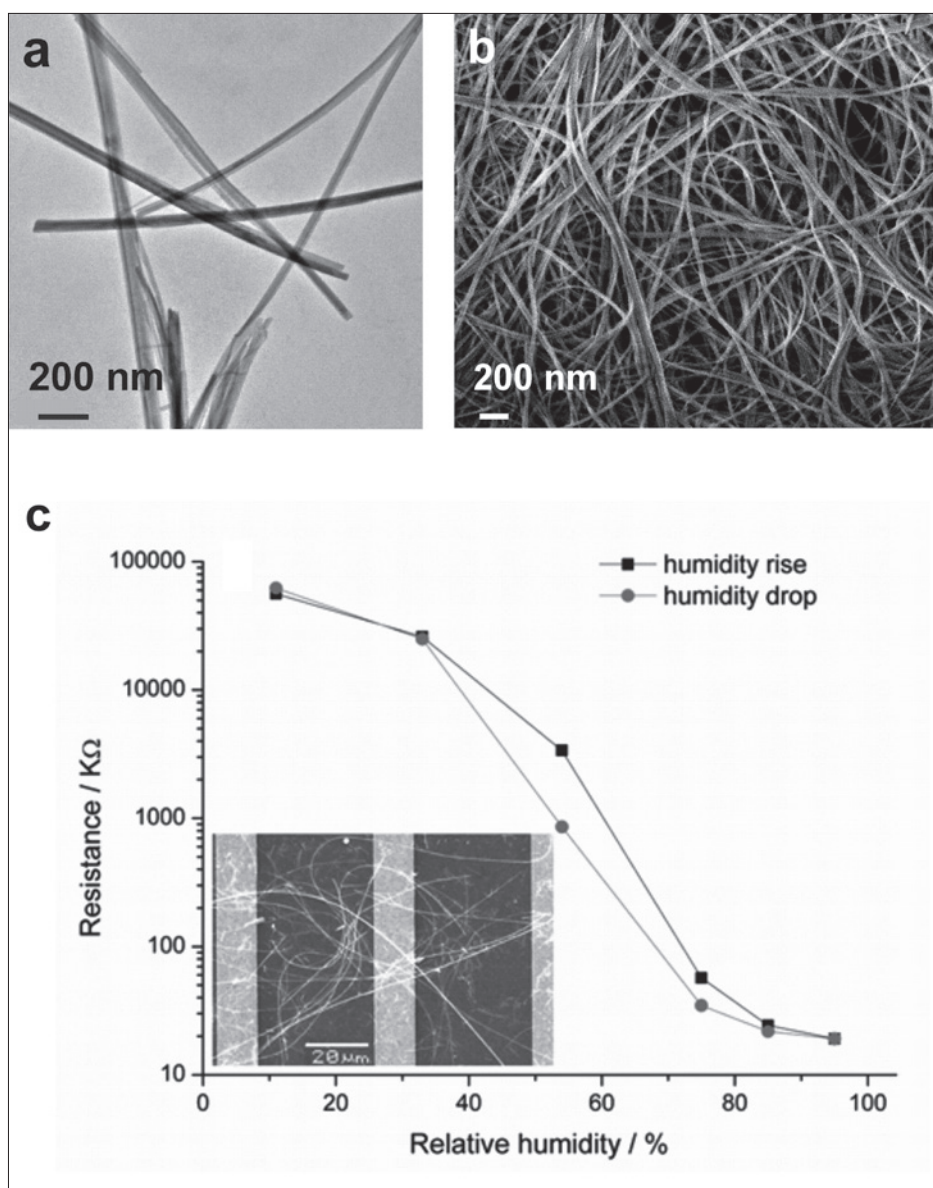 a
b
200 nm
200 nm
c
100000
10000
1000
100
10
Resistance / KΩ
humidity rise
humidity drop
20 µm
0
20
40
60
80
100
Relative humidity / %